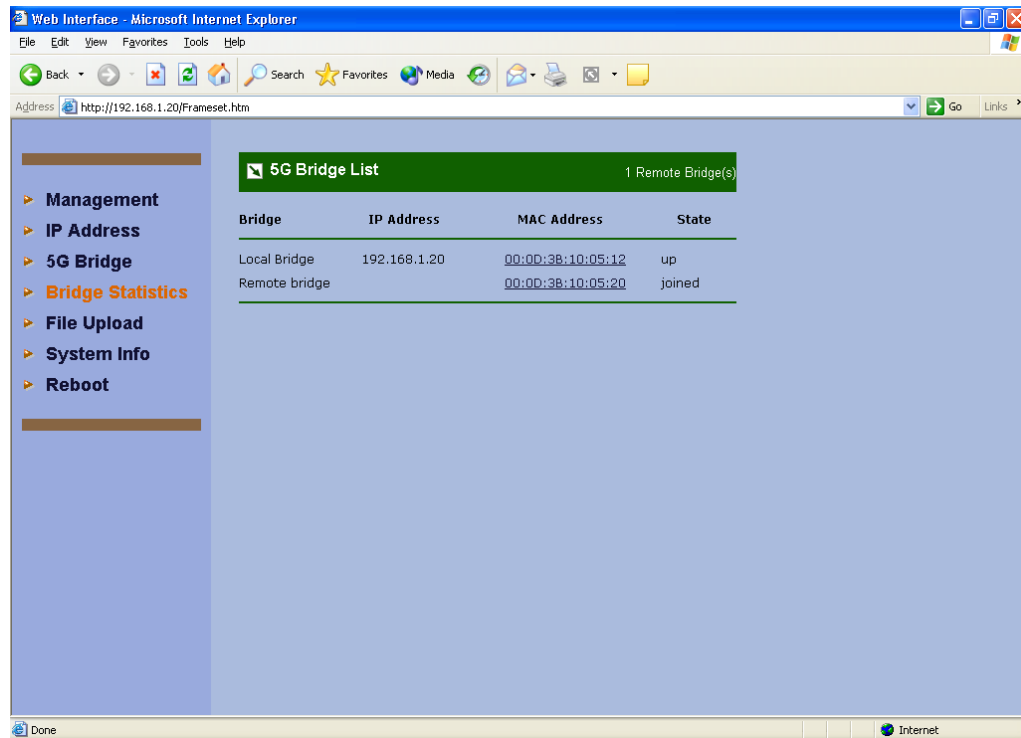 Web Interface - Microsoft Internet Explorer
File Edit View Favorites Tools Help
Back Search Favorites Media
Address http://192.168.1.20/Frameset.htm Go Links
5G Bridge List 1 Remote Bridge(s)
Management
IP Address
5G Bridge
Bridge Statistics
File Upload
System Info
Reboot
Bridge IP Address MAC Address State
Local Bridge 192.168.1.20 00:0D:3B:10:05:12 up
Remote bridge 00:0D:3B:10:05:20 joined
Done Internet